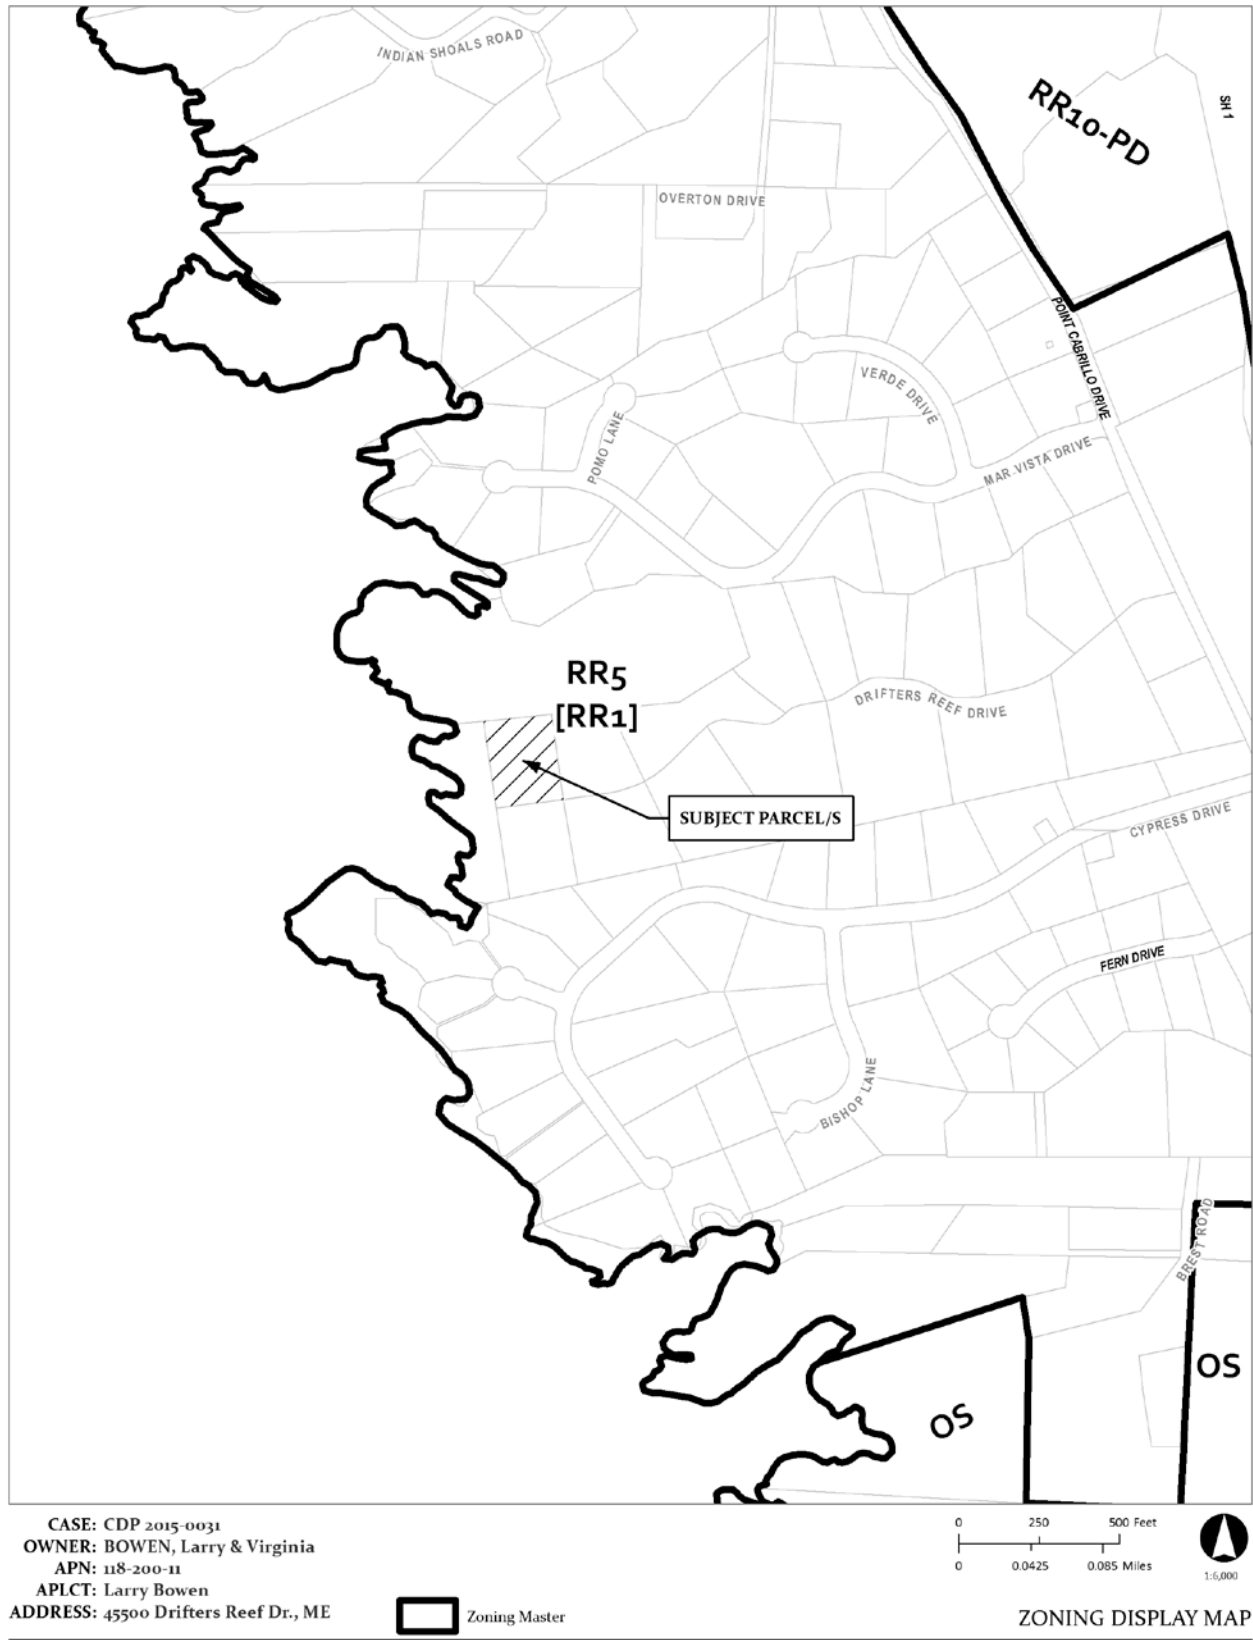 INDIAN SHOALS ROAD
RR10-PD
SH 1
OVERTON DRIVE
POINT CABRILLO DRIVE
VERDE DRIVE
POMO LANE
MAR VISTA DRIVE
RR5
[RR1]
DRIFTERS REEF DRIVE
SUBJECT PARCEL/S
CYPRESS DRIVE
FERN DRIVE
BISHOP LANE
BREST ROAD
OS
OS
CASE: CDP 2015-0031
OWNER: BOWEN, Larry & Virginia
APN: 118-200-11
APLCT: Larry Bowen
ADDRESS: 45500 Drifters Reef Dr., ME
Zoning Master
0 250 500 Feet
0 0.0425 0.085 Miles
1:6,000
ZONING DISPLAY MAP